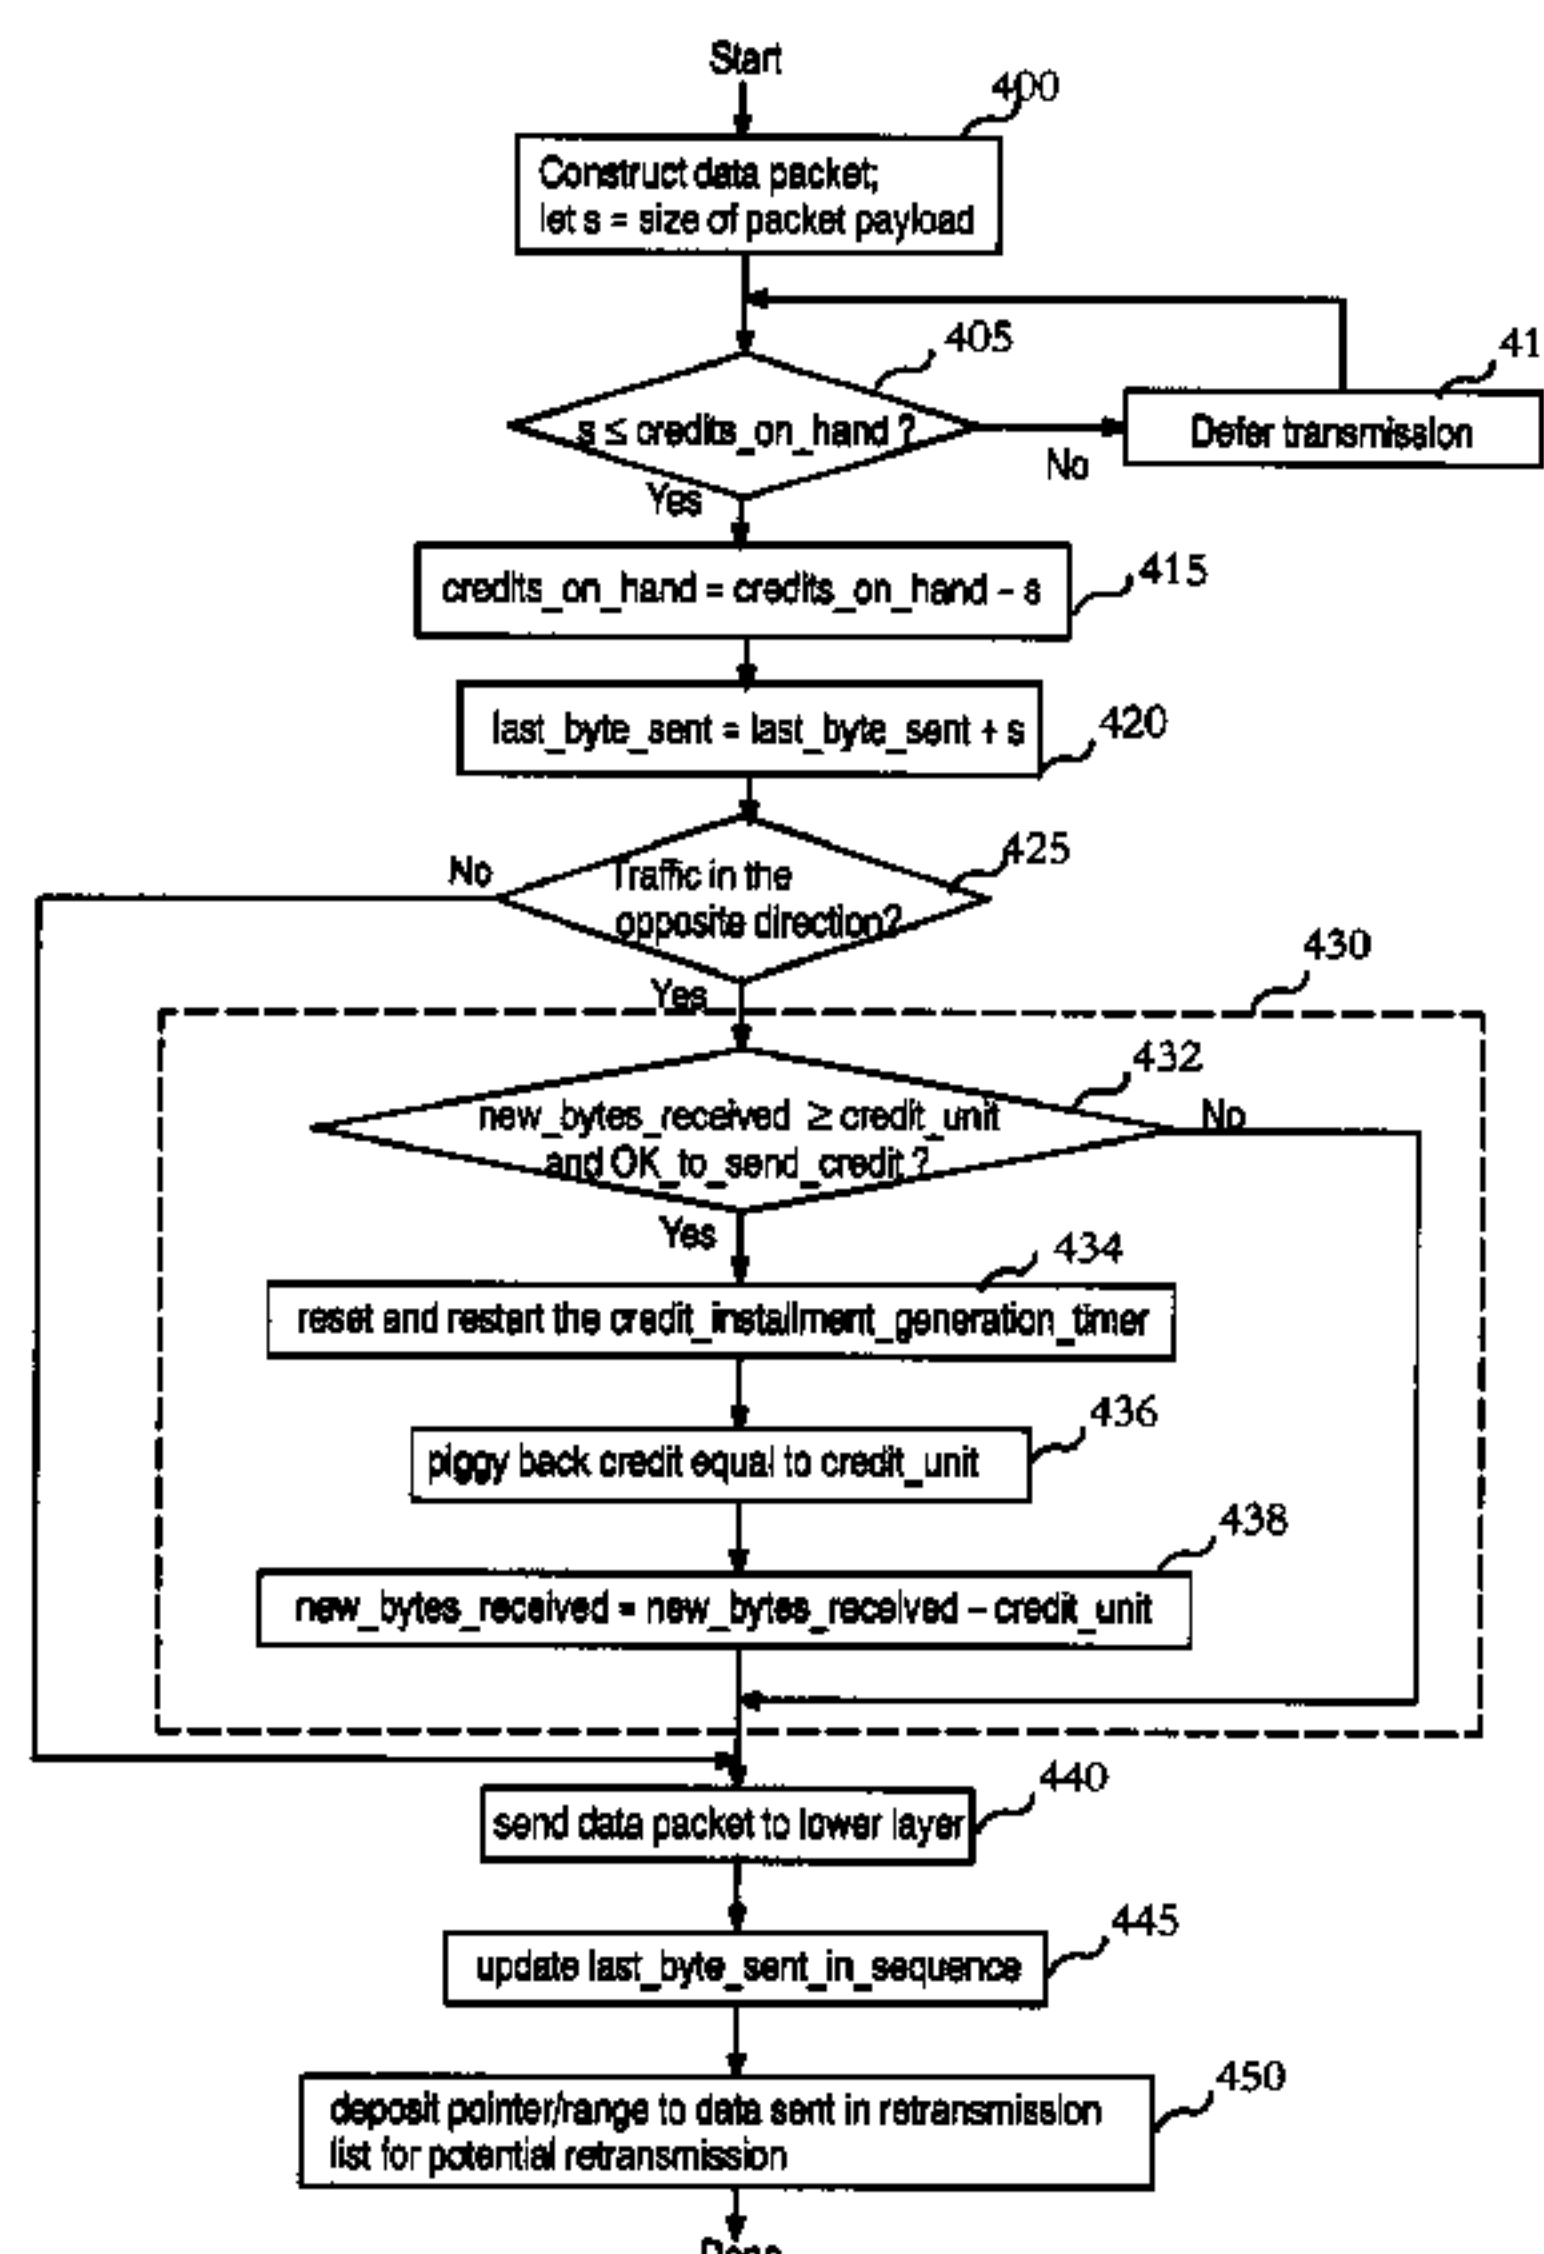 Start
400
Construct data packet;
let s = size of packet payload
405
41
s ≤ credits_on_hand ?
Defer transmission
No
Yes
credits_on_hand = credits_on_hand – s
415
last_byte_sent = last_byte_sent + s
420
425
No
Traffic in the
opposite direction?
430
Yes
432
new_bytes_received ≥ credit_unit
No
and OK_to_send_credit ?
Yes
434
reset and restart the credit_installment_generation_timer
436
piggy back credit equal to credit_unit
438
new_bytes_received = new_bytes_received – credit_unit
440
send data packet to lower layer
445
update last_byte_sent_in_sequence
450
deposit pointer/range to data sent in retransmission
list for potential retransmission